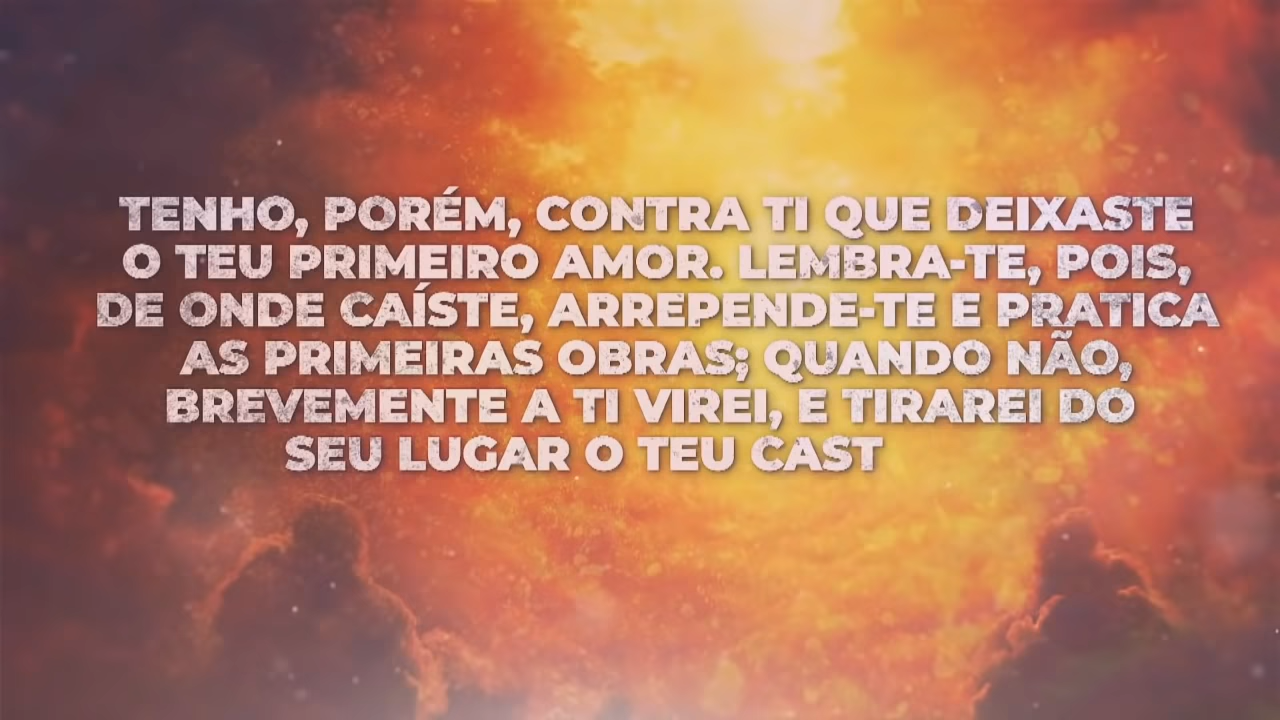 TENHO, PORÉM, CONTRA TI QUE DEIXASTE
O TEU PRIMEIRO AMOR. LEMBRA-TE, POIS,
DE ONDE CAÍSTE, ARREPENDE-TE E PRATICA
AS PRIMEIRAS OBRAS; QUANDO NÃO,
BREVEMENTE A TI VIREI, E TIRAREI DO
SEU LUGAR O TEU CAST